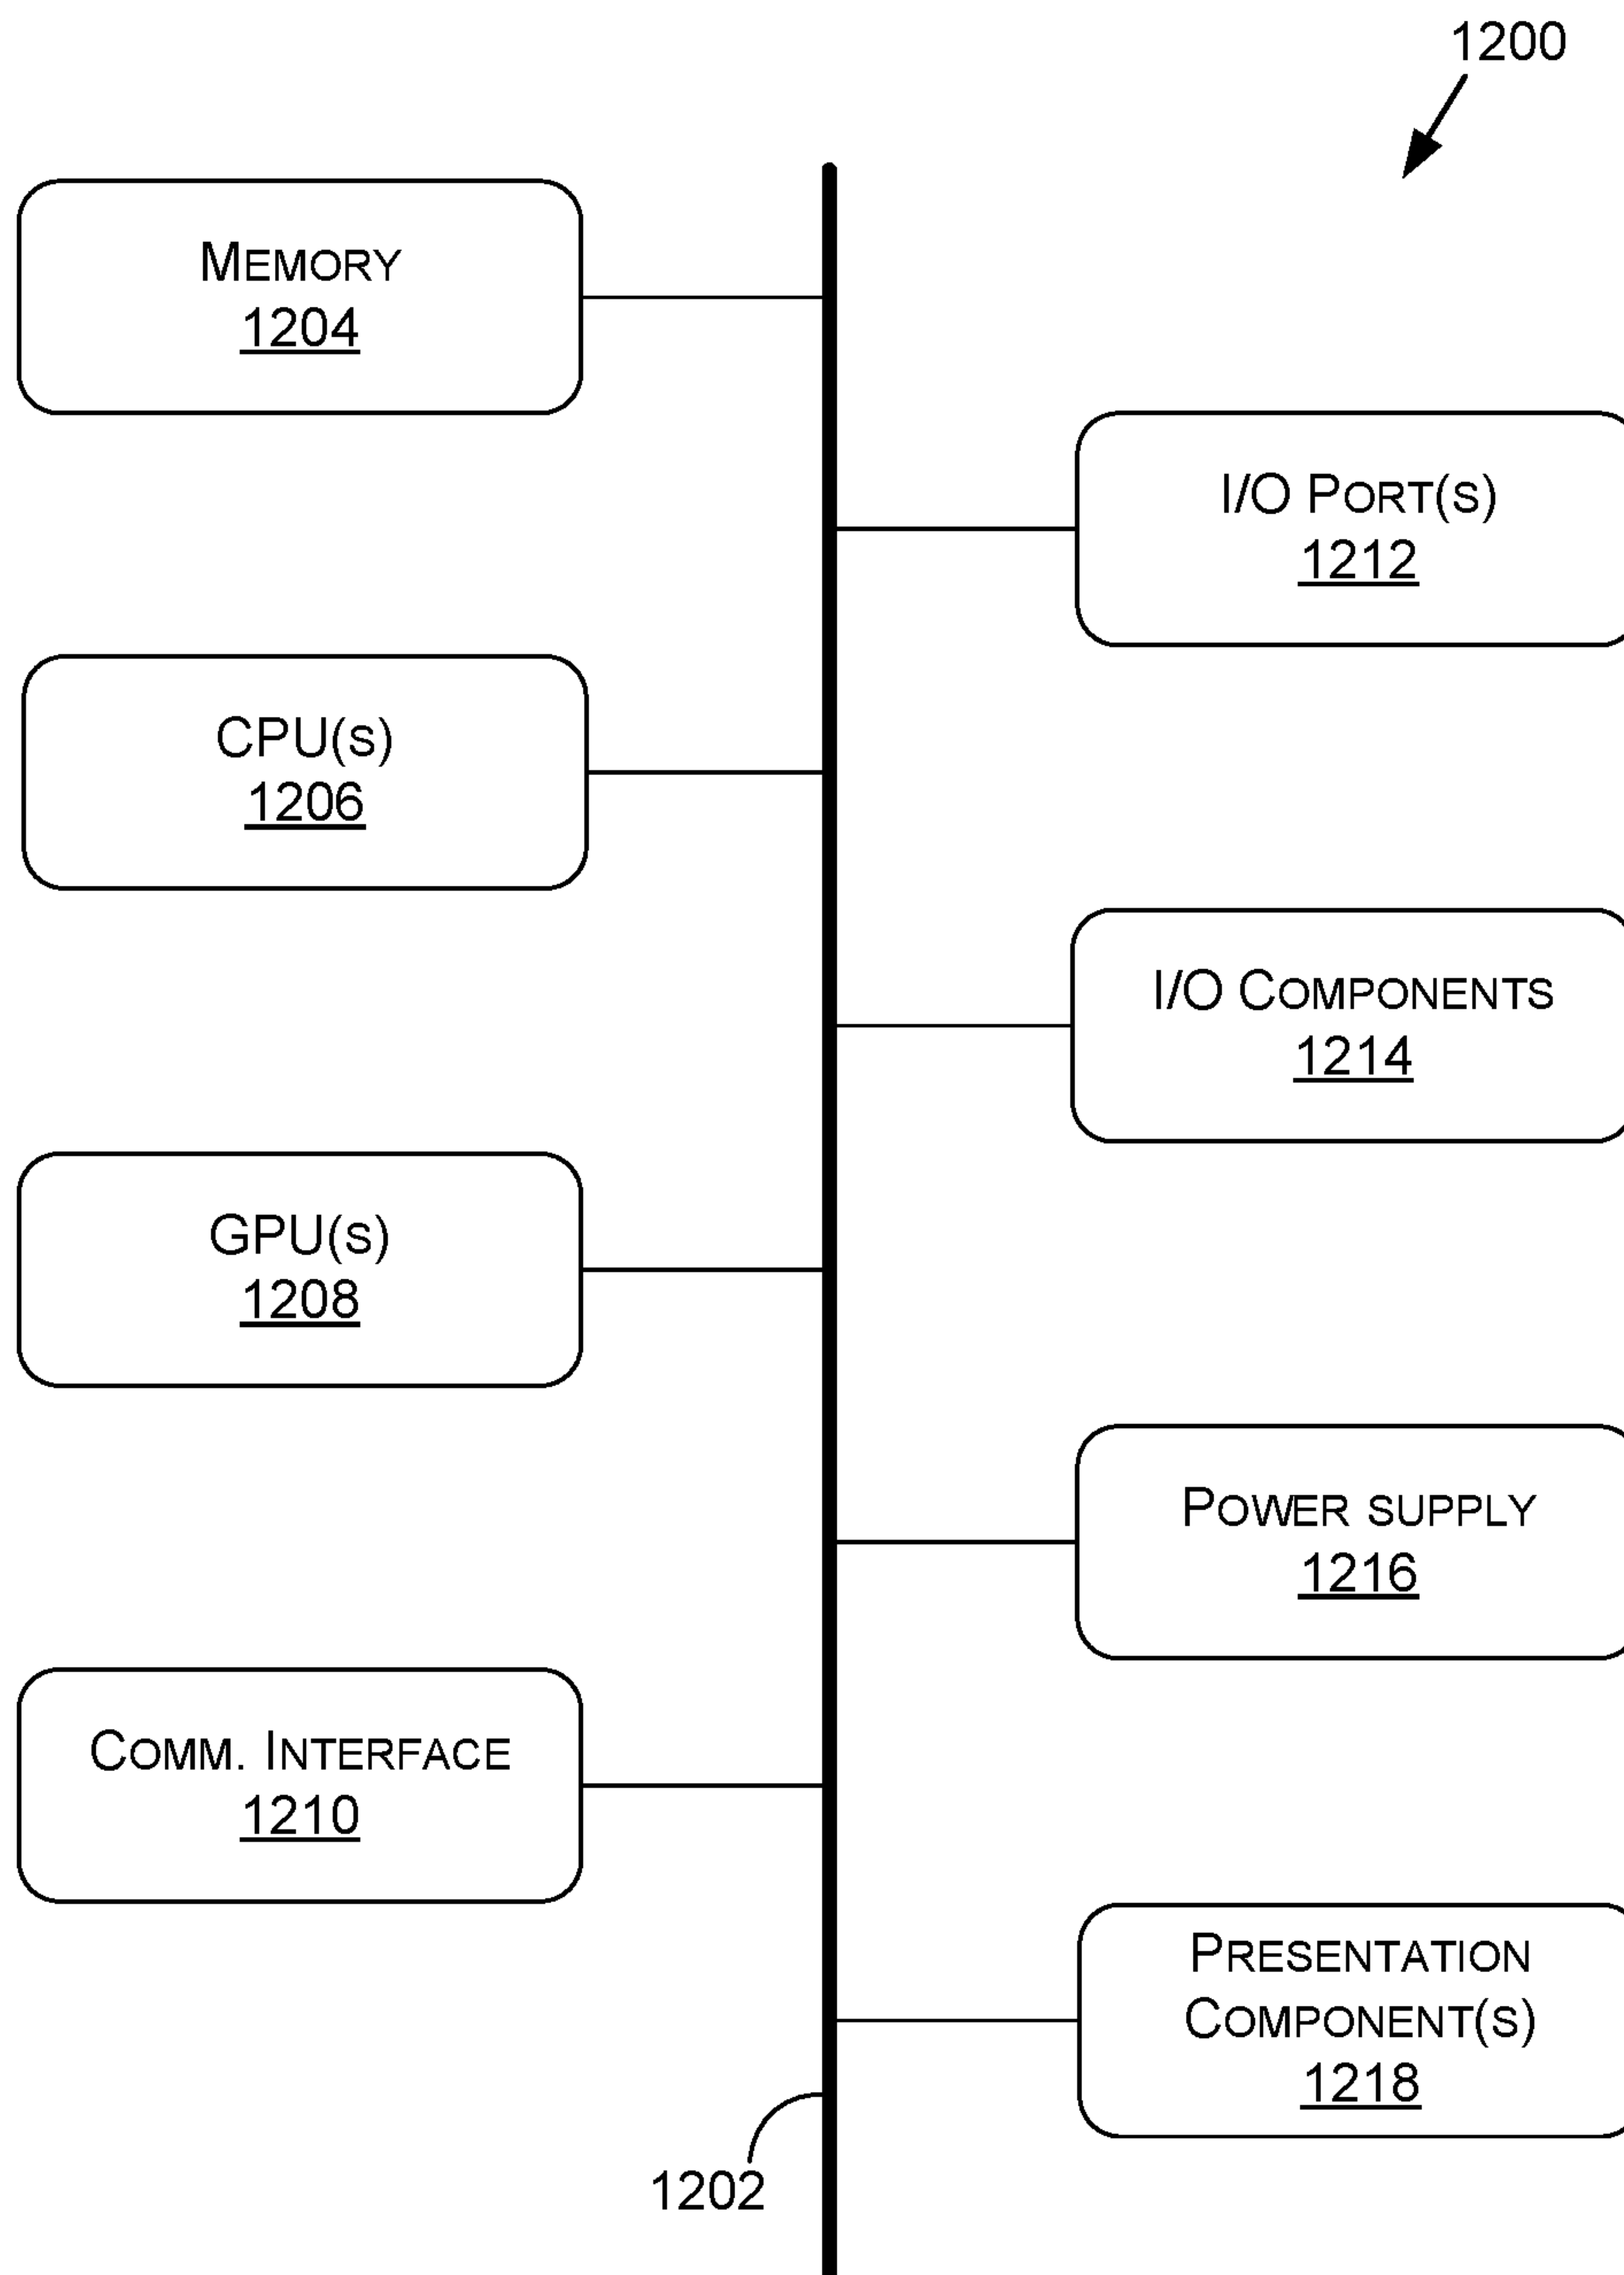 1200
MEMORY
1204
I/O PORT(S)
1212
CPU(S)
1206
I/O COMPONENTS
1214
GPU(S)
1208
POWER SUPPLY
1216
COMM. INTERFACE
1210
PRESENTATION
COMPONENT(S)
1218
1202